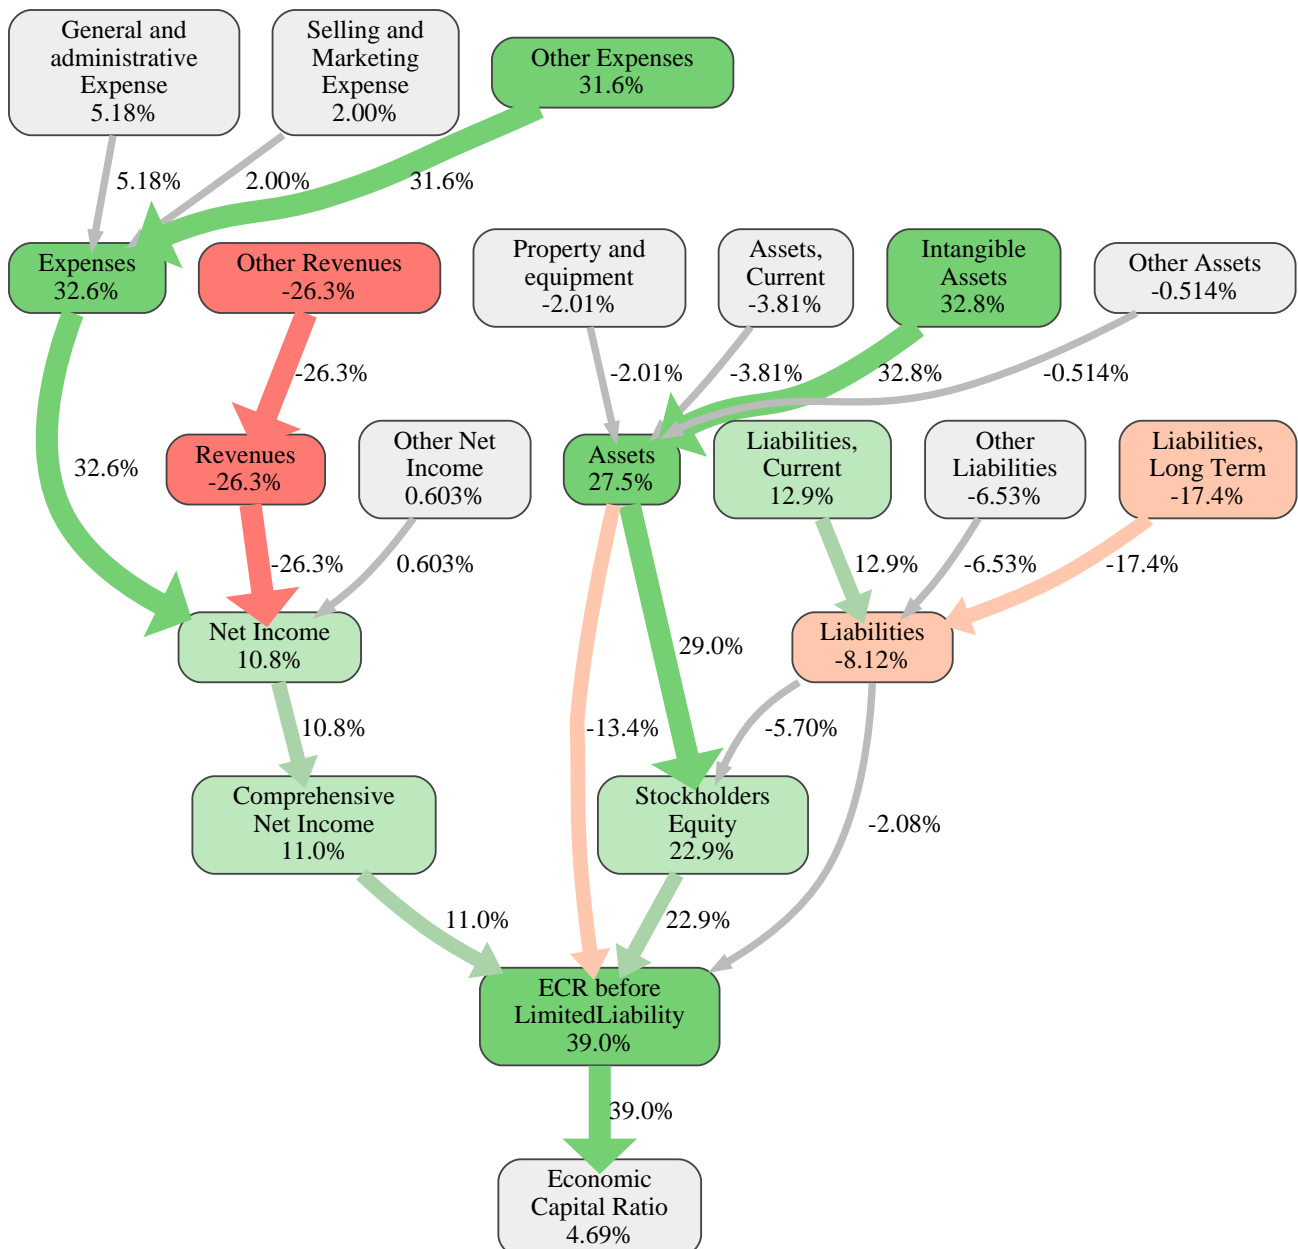 General and
administrative
Expense
5.18%
Selling and
Marketing
Expense
2.00%
Other Expenses
31.6%
5.18%
2.00%
31.6%
Expenses
32.6%
Other Revenues
-26.3%
Property and
equipment
-2.01%
Assets,
Current
-3.81%
Intangible
Assets
32.8%
Other Assets
-0.514%
-26.3%
-2.01%
-3.81%
32.8%
-0.514%
32.6%
Revenues
-26.3%
Other Net
Income
0.603%
Assets
27.5%
Liabilities,
Current
12.9%
Other
Liabilities
-6.53%
Liabilities,
Long Term
-17.4%
-26.3%
0.603%
12.9%
-6.53%
-17.4%
Net Income
10.8%
29.0%
Liabilities
-8.12%
10.8%
-13.4%
-5.70%
Comprehensive
Net Income
11.0%
Stockholders
Equity
22.9%
-2.08%
11.0%
22.9%
ECR before
LimitedLiability
39.0%
39.0%
Economic
Capital Ratio
4.69%